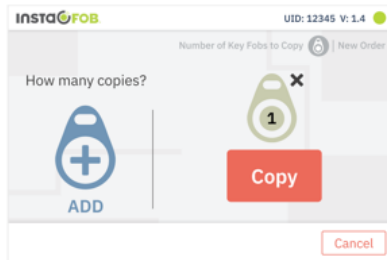 INSTAFOB
UID: 12345 V: 1.4
Number of Key Fobs to Copy | New Order
How many copies?
1
Copy
ADD
Cancel